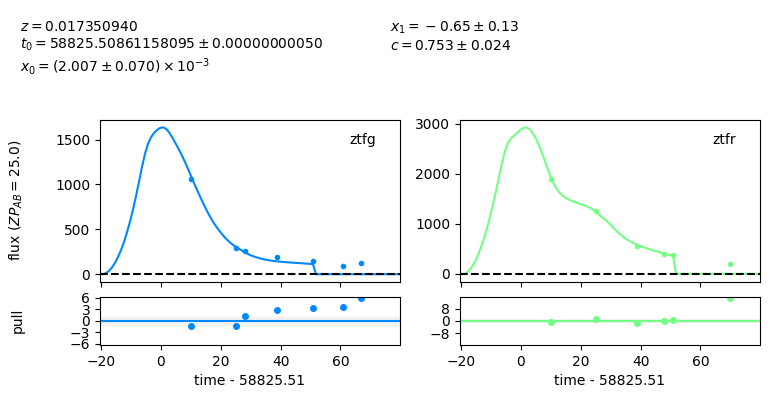 z = 0.017350940
t0 = 58825.50861158095 ± 0.00000000050
x0 = (2.007 ± 0.070) × 10^−3
x1 = −0.65 ± 0.13
c = 0.753 ± 0.024
flux (ZP_AB = 25.0)
1500
1000
500
0
ztfg
3000
2000
1000
0
ztfr
pull
6
3
0
−3
−6
−20 0 20 40 60
time - 58825.51
8
0
−8
−20 0 20 40 60
time - 58825.51